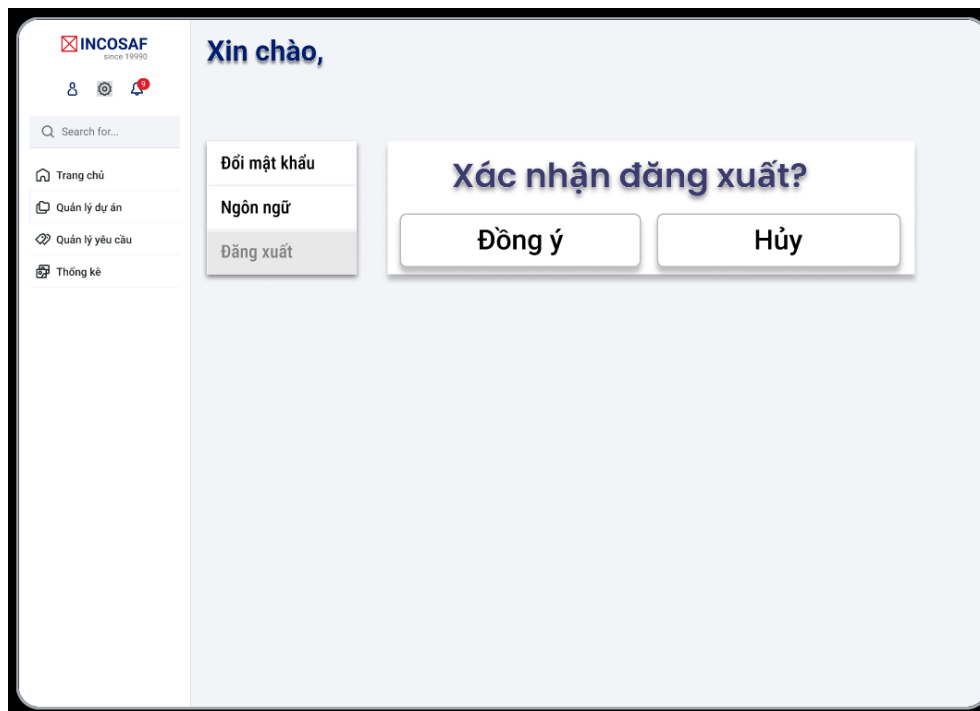 INCOSAF
since 19990
9
Search for...
Trang chủ
Quản lý dự án
Quản lý yêu cầu
Thống kê
Xin chào,
Đổi mật khẩu
Ngôn ngữ
Đăng xuất
Xác nhận đăng xuất?
Đồng ý
Hủy